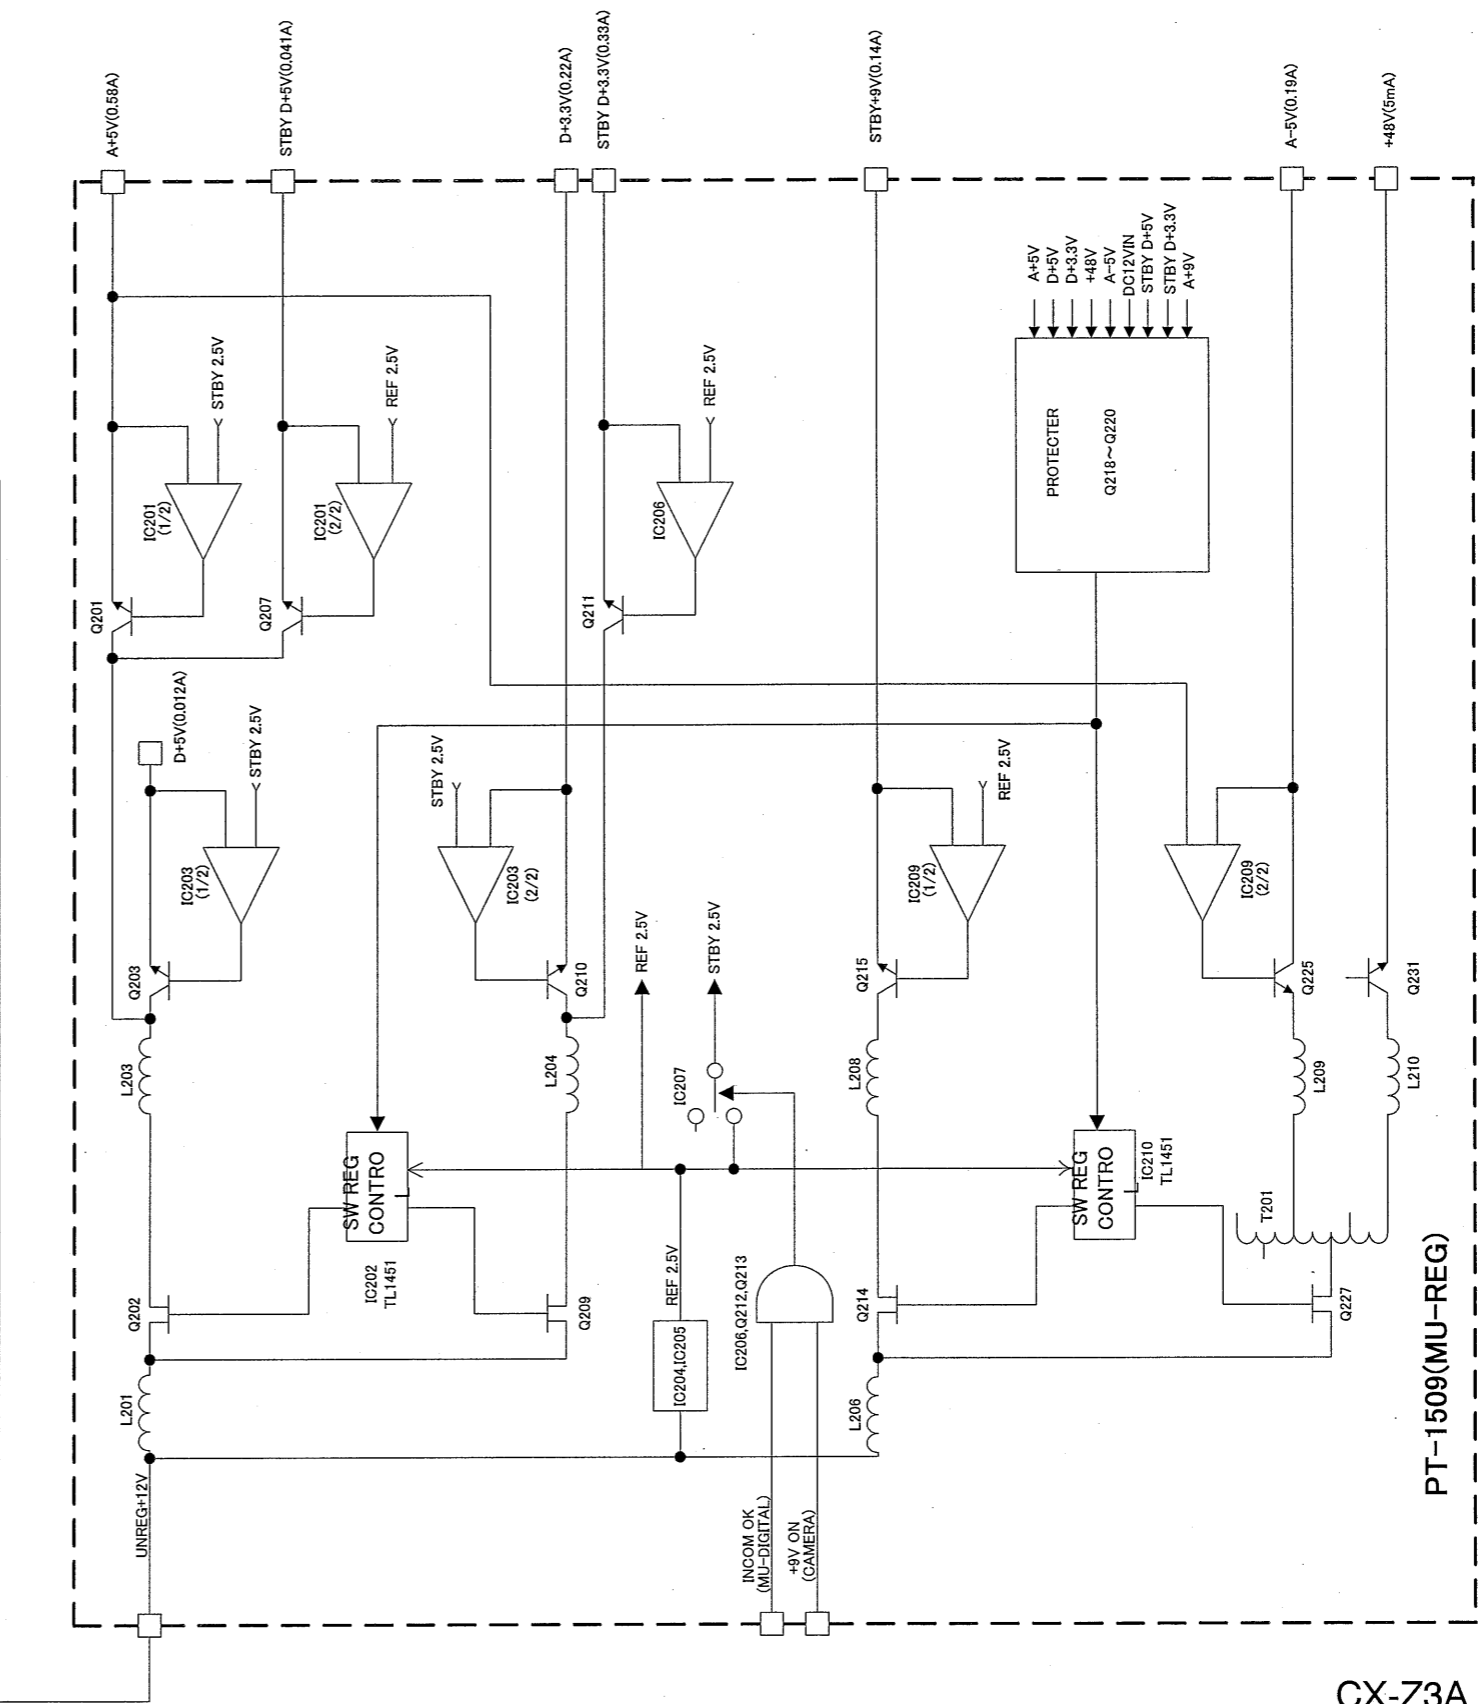 A+5V(0.58A)
STBY D+5V(0.041A)
D+3.3V(0.22A)
STBY D+3.3V(0.33A)
STBY+9V(0.14A)
A−5V(0.19A)
+48V(5mA)
A+5V
D+5V
D+3.3V
+48V
A−5V
DC12VIN
STBY D+5V
STBY D+3.3V
A+9V
PROTECTER
Q218~Q220
STBY 2.5V
IC201
(1/2)
Q201
REF 2.5V
IC201
(2/2)
Q207
REF 2.5V
IC206
Q211
D+5V(0.012A)
STBY 2.5V
IC203
(1/2)
Q203
STBY 2.5V
IC203
(2/2)
Q210
REF 2.5V
STBY 2.5V
REF 2.5V
IC209
(1/2)
Q215
IC209
(2/2)
Q225
Q231
L203
L204
IC207
L208
L209
L210
SW REG
CONTRO
L
IC202
TL1451
SW REG
CONTRO
L
IC210
TL1451
T201
Q202
Q209
REF 2.5V
IC204,IC205
IC206,Q212,Q213
Q214
Q227
L201
L206
UNREG+12V
INCOM OK
(MU−DIGITAL)
+9V ON
(CAMERA)
PT−1509(MU−REG)
CX-Z3A